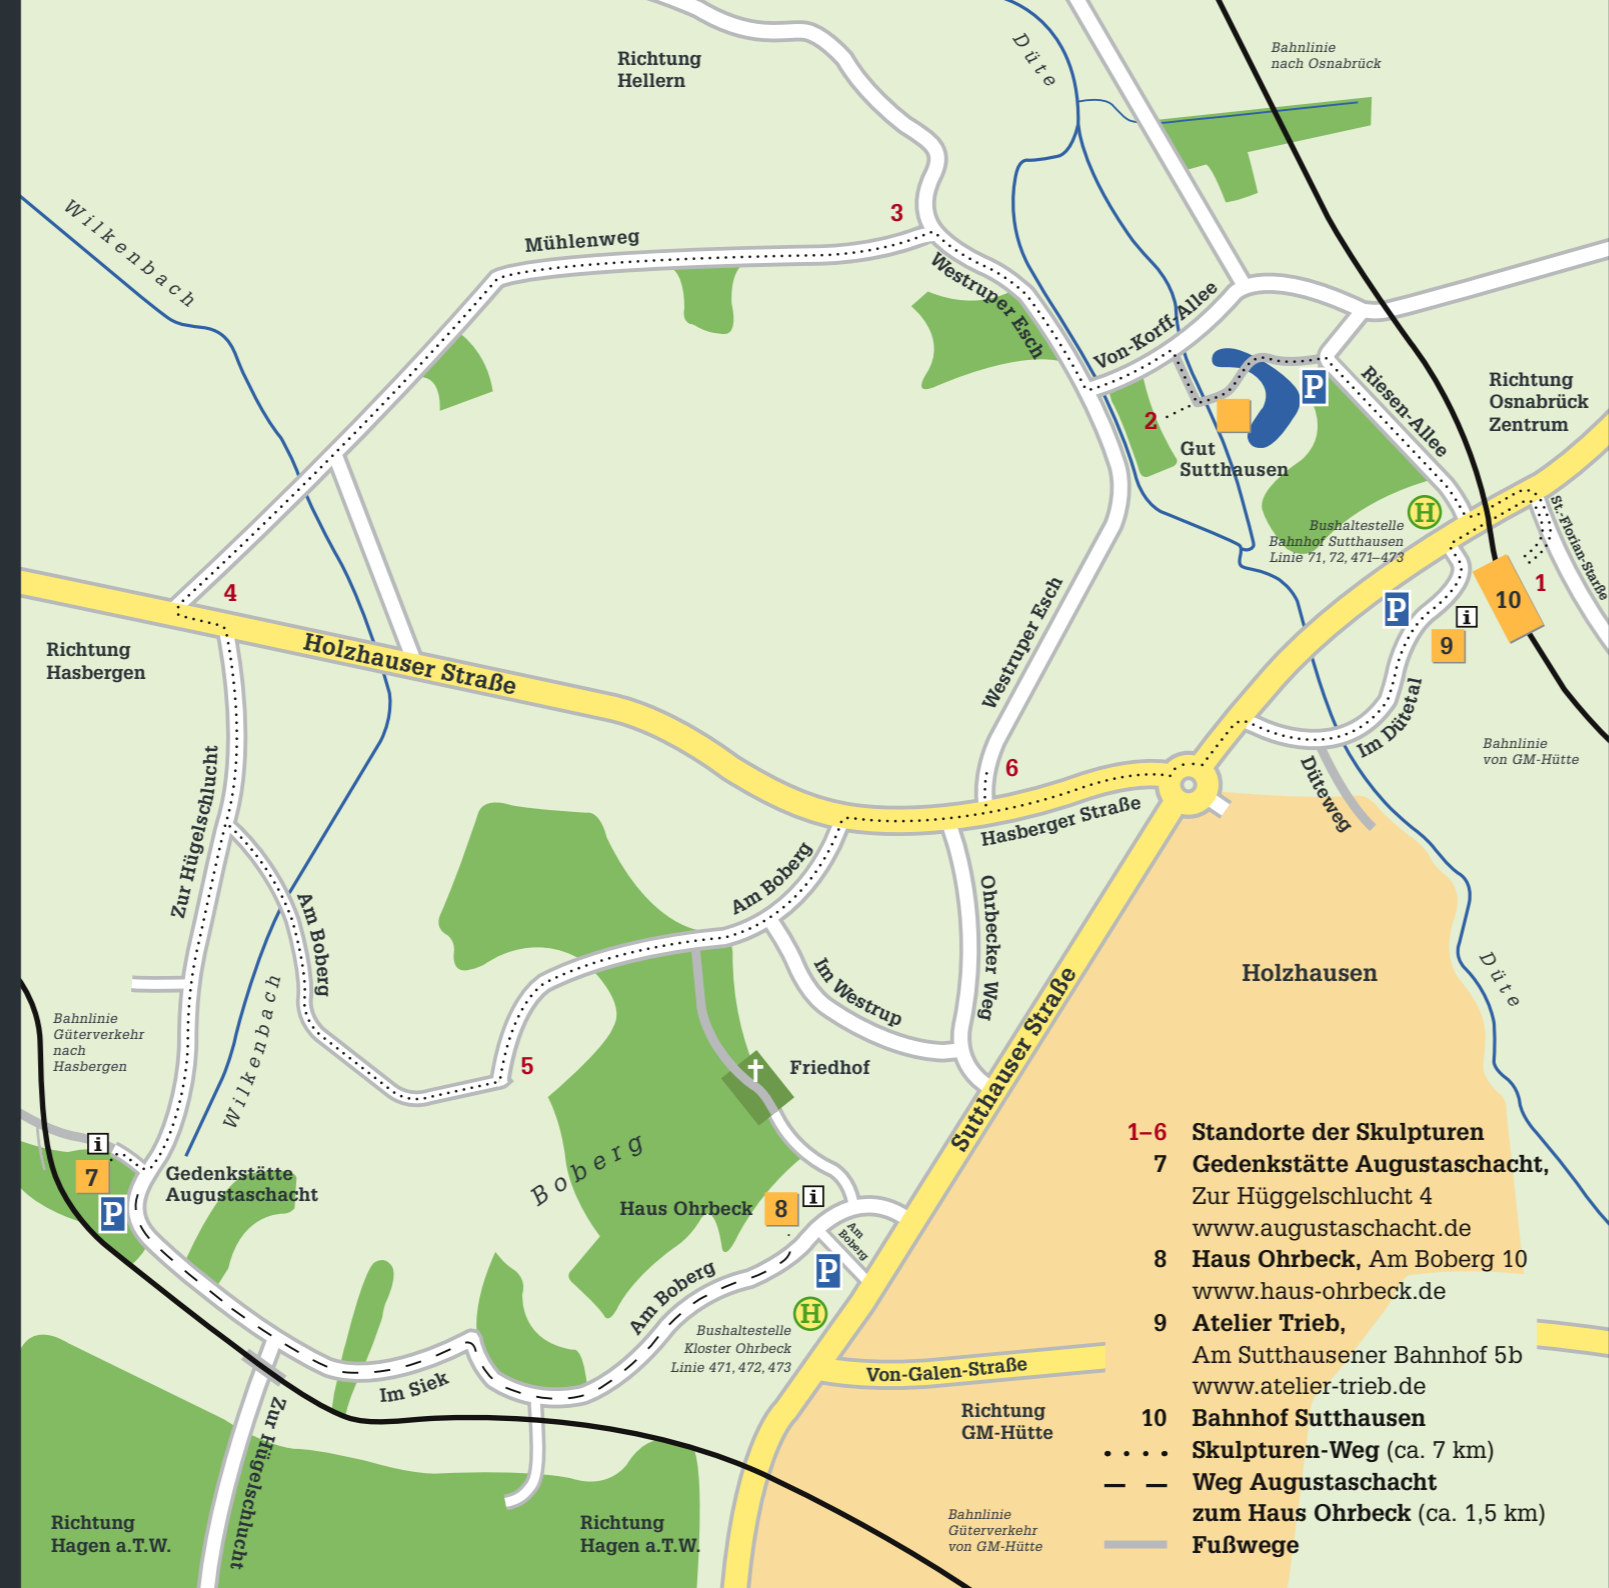 Richtung
Hellern
Düte
Bahnlinie
nach Osnabrück
Wilkenbach
3
Mühlenweg
Westruper Esch
Von-Korff-Allee
P
Riesen-Allee
Richtung
Osnabrück
Zentrum
2
Gut
Sutthausen
H
Bushaltestelle
Bahnhof Sutthausen
Linie 71, 72, 471–473
St.-Florian-Starße
4
Richtung
Hasbergen
Holzhauser Straße
Westruper Esch
P
i
9
10
1
Im Dütetal
Bahnlinie
von GM-Hütte
Düteweg
6
Hasberger Straße
Zur Hügelschlucht
Am Boberg
Am Boberg
Im Westrup
Ohrbecker Weg
Sutthauser Straße
Holzhausen
Düte
Bahnlinie
Güterverkehr
nach
Hasbergen
Wilkenbach
5
Friedhof
i
7
P
Gedenkstätte
Augustaschacht
Boberg
Haus Ohrbeck
8
i
Am
Boberg
P
H
Am Boberg
Bushaltestelle
Kloster Ohrbeck
Linie 471, 472, 473
Im Siek
Zur Hügelschlucht
Von-Galen-Straße
Richtung
GM-Hütte
Richtung
Hagen a.T.W.
Richtung
Hagen a.T.W.
Bahnlinie
Güterverkehr
von GM-Hütte
1–6 Standorte der Skulpturen
7 Gedenkstätte Augustaschacht,
Zur Hüggelschlucht 4
www.augustaschacht.de
8 Haus Ohrbeck, Am Boberg 10
www.haus-ohrbeck.de
9 Atelier Trieb,
Am Sutthausener Bahnhof 5b
www.atelier-trieb.de
10 Bahnhof Sutthausen
Skulpturen-Weg (ca. 7 km)
Weg Augustaschacht
zum Haus Ohrbeck (ca. 1,5 km)
Fußwege